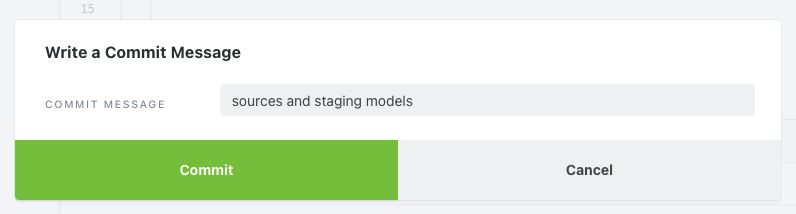 15
Write a Commit Message
COMMIT MESSAGE sources and staging models
Commit Cancel